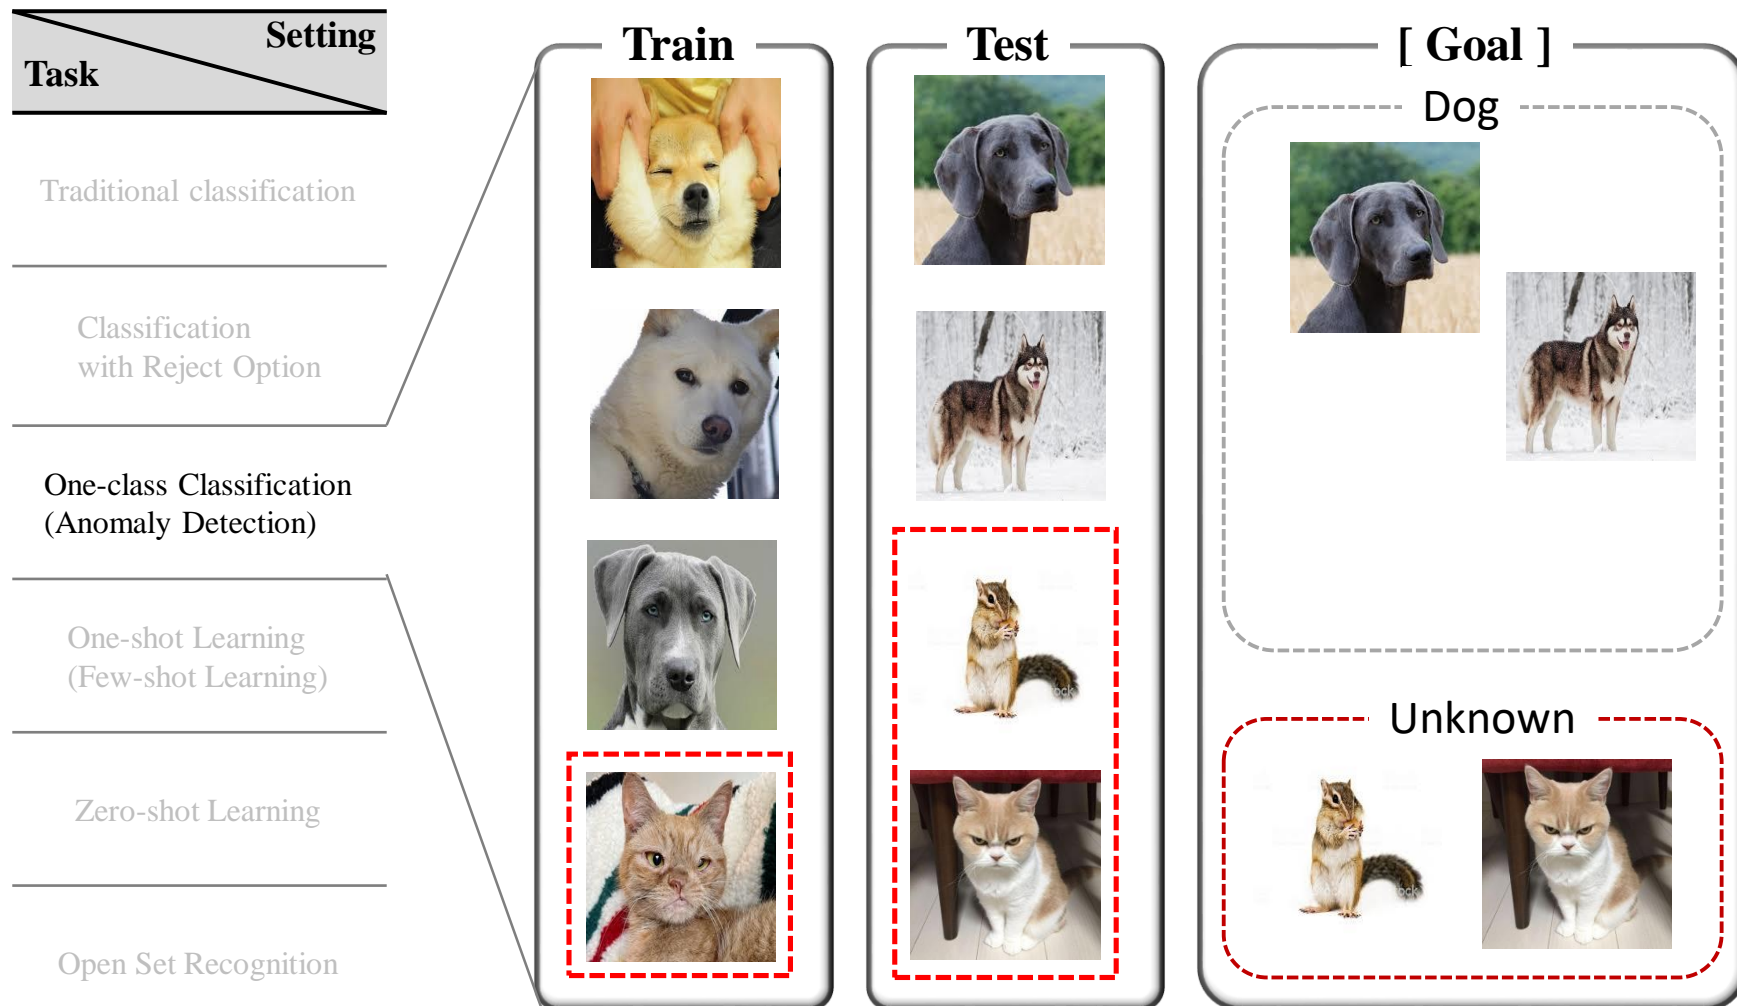 Setting
Task
Train
Test
[ Goal ]
Dog
Traditional classification
Classification
with Reject Option
One-class Classification
(Anomaly Detection)
One-shot Learning
(Few-shot Learning)
Unknown
Zero-shot Learning
Open Set Recognition